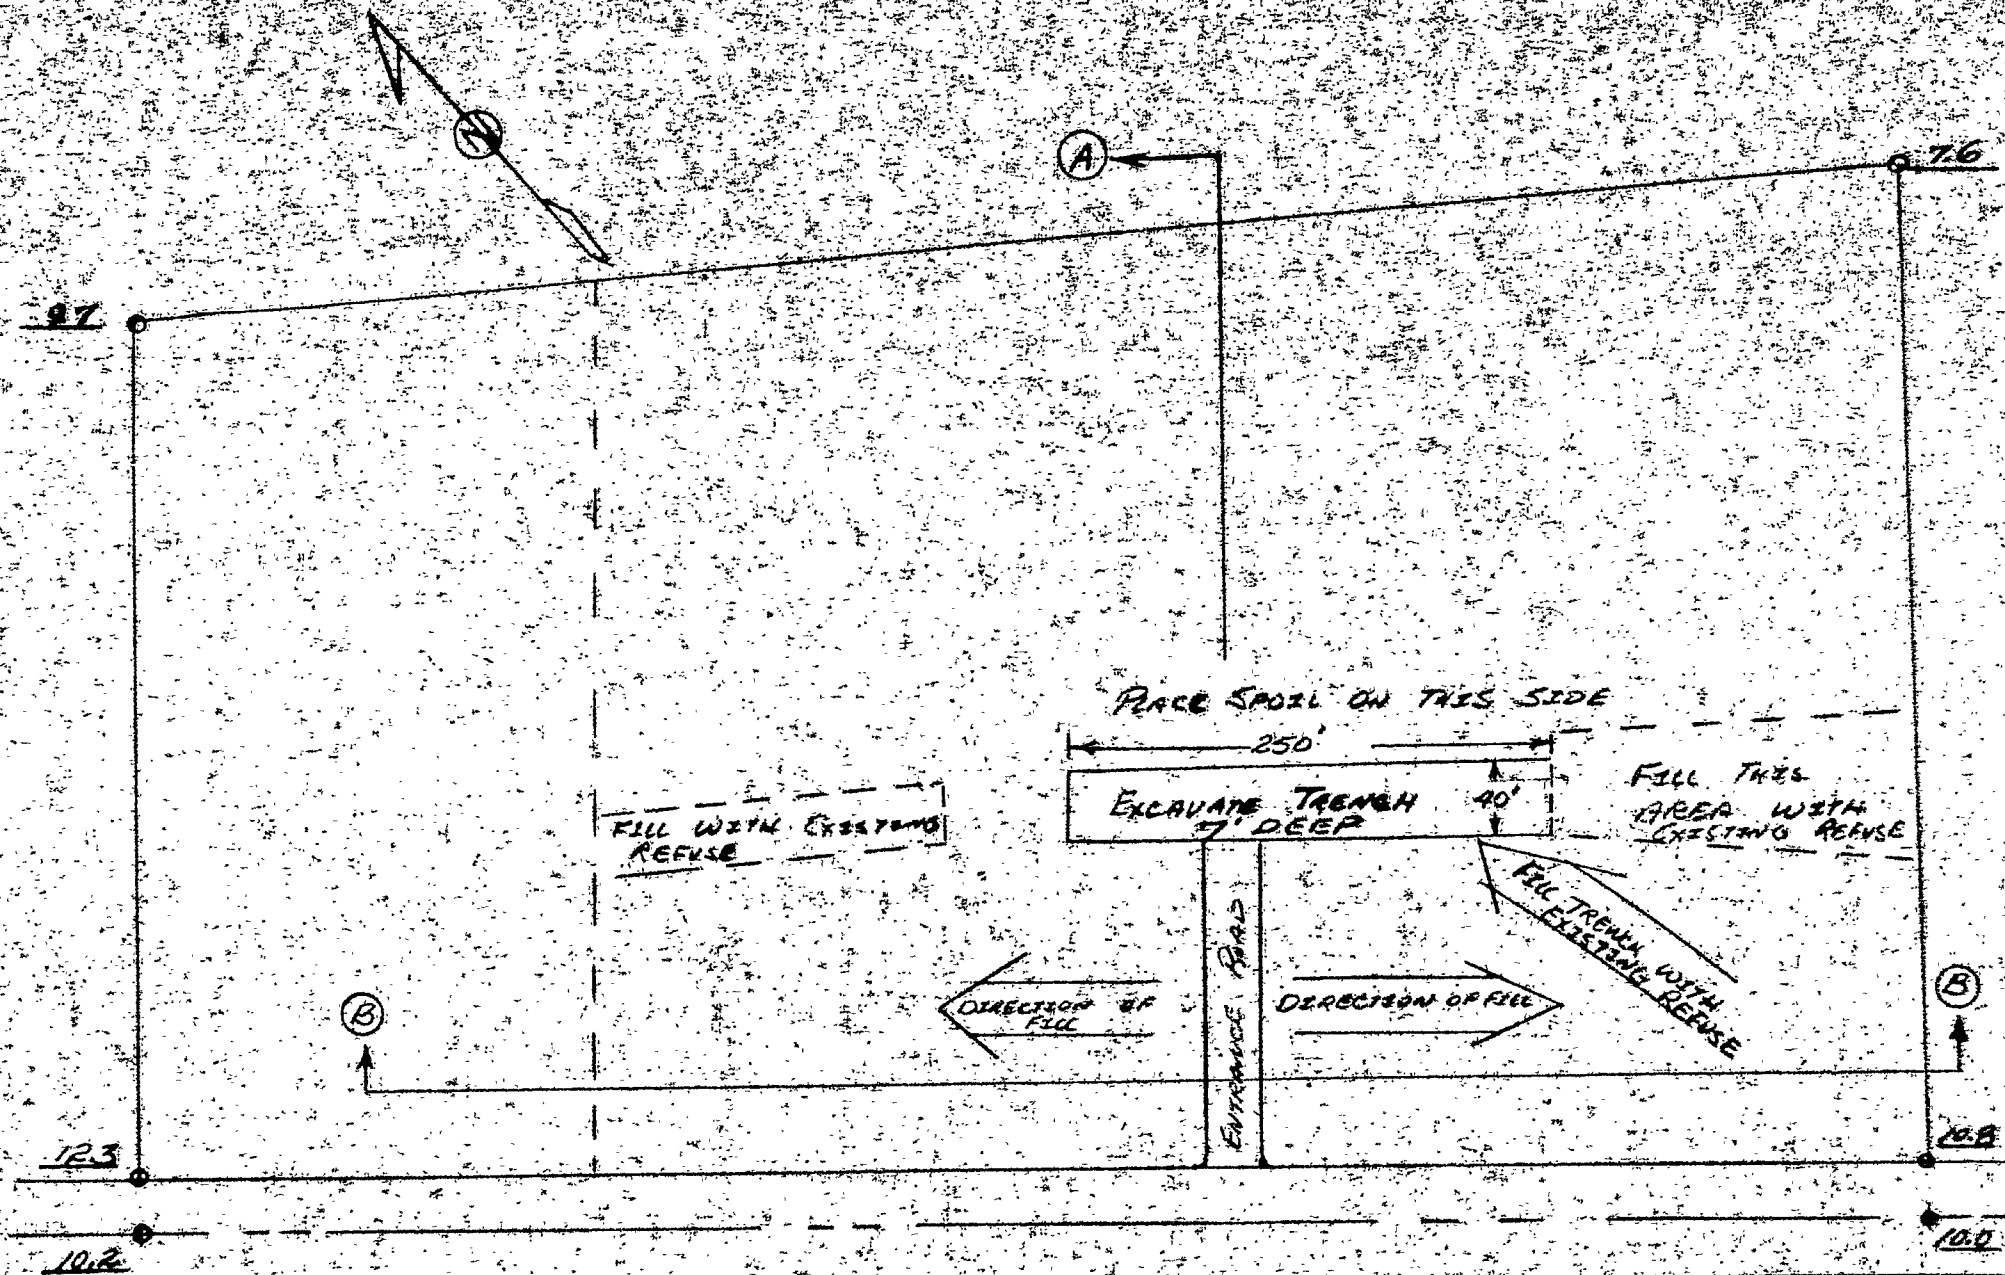 N
A
7.6
9.7
PLACE SPOIL ON THIS SIDE
250'
EXCAVATE TRENCH
7' DEEP
40'
FILL THIS
AREA WITH
EXISTING REFUSE
FILL WITH EXISTING
REFUSE
FILL TRENCH WITH
EXISTING REFUSE
ENTRANCE ROAD
DIRECTION OF
FILL
DIRECTION OF FILL
B
B
12.3
10.8
10.2
10.0